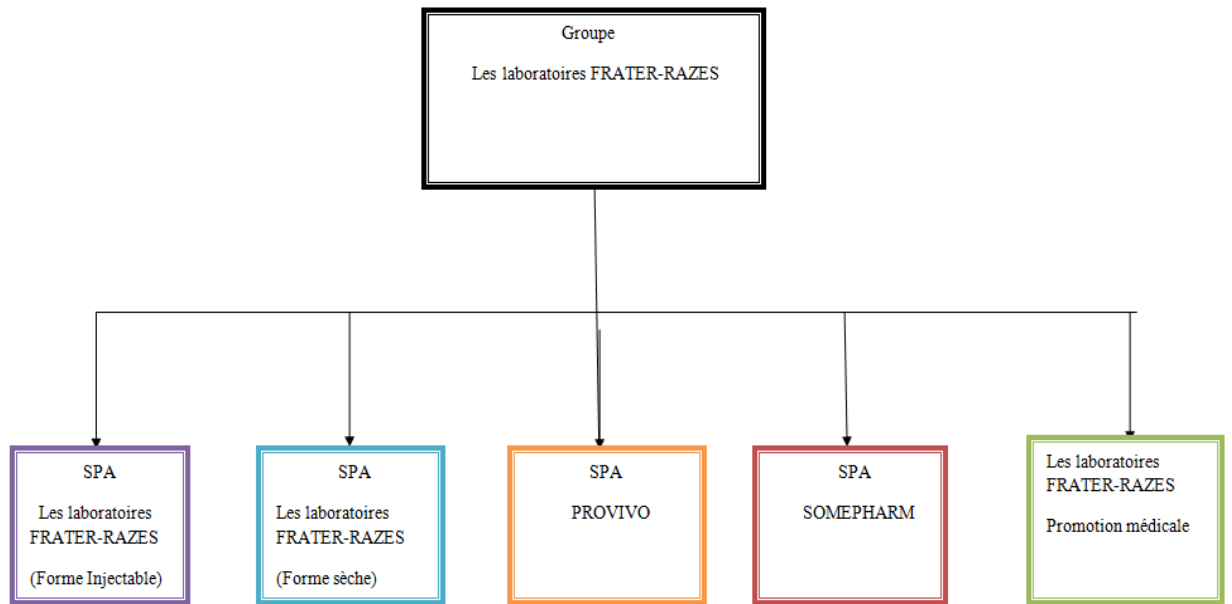 Groupe
Les laboratoires FRATER-RAZES
SPA
Les laboratoires
FRATER-RAZES
(Forme Injectable)
SPA
Les laboratoires
FRATER-RAZES
(Forme sèche)
SPA
PROVIVO
SPA
SOMEPHARM
Les laboratoires
FRATER-RAZES
Promotion médicale